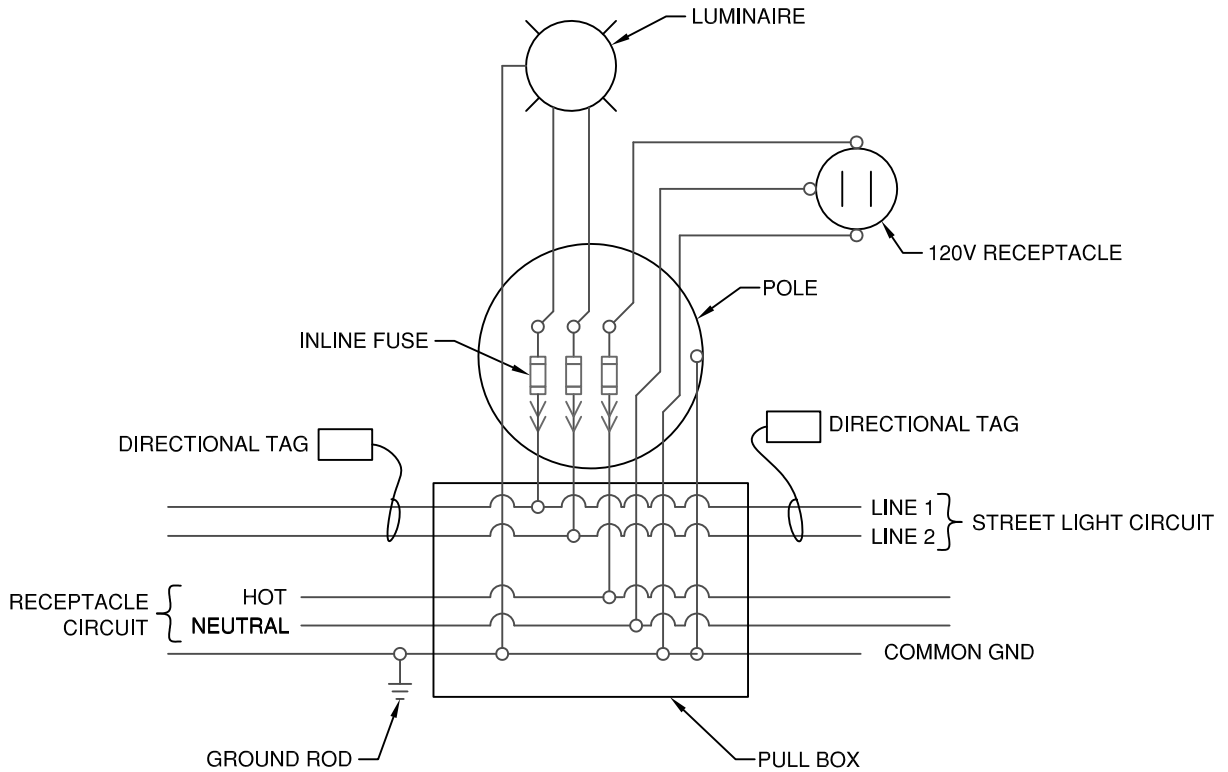 LUMINAIRE
120V RECEPTACLE
POLE
INLINE FUSE
DIRECTIONAL TAG
DIRECTIONAL TAG
LINE 1
LINE 2
STREET LIGHT CIRCUIT
RECEPTACLE
CIRCUIT
HOT
NEUTRAL
COMMON GND
GROUND ROD
PULL BOX